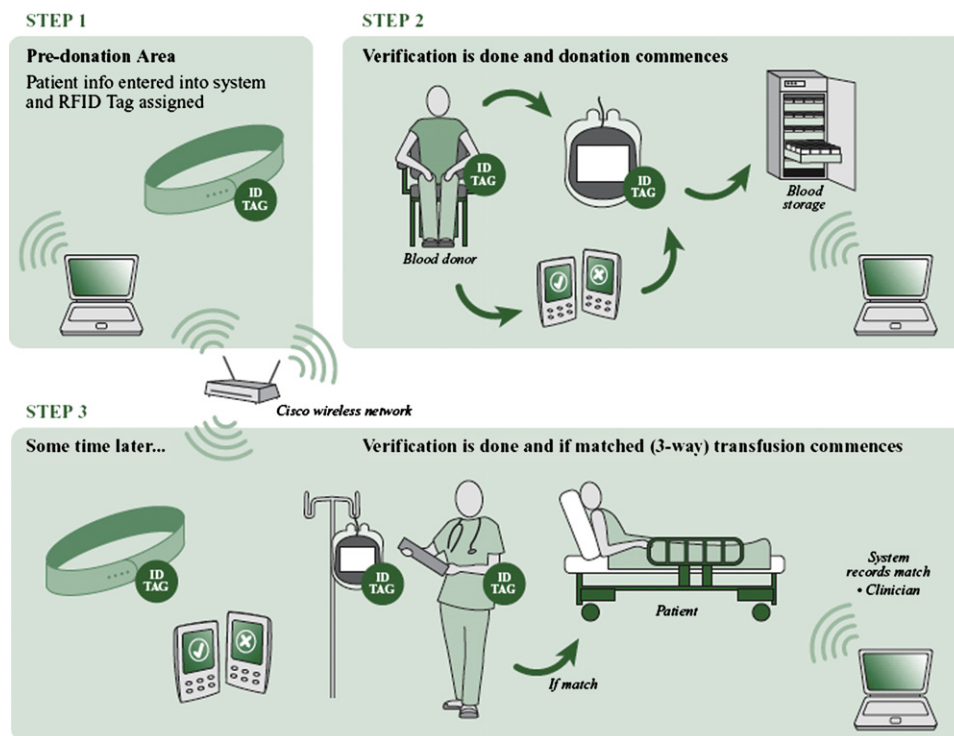 STEP 1
Pre-donation Area
Patient info entered into system
and RFID Tag assigned
ID
TAG
STEP 2
Verification is done and donation commences
ID
TAG
Blood donor
ID
TAG
Blood
storage
Cisco wireless network
STEP 3
Some time later...
ID
TAG
Verification is done and if matched (3-way) transfusion commences
ID
TAG
ID
TAG
If match
Patient
System
records match
• Clinician